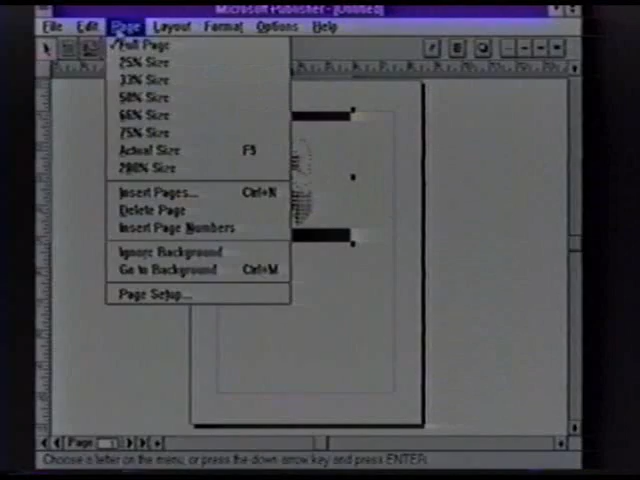 Microsoft Publisher - [Untitled]
File Edit Page Layout Format Options Help
✓Full Page
25% Size
33% Size
50% Size
66% Size
75% Size
Actual Size F9
200% Size
Insert Pages... Ctrl+N
Delete Page
Insert Page Numbers
Ignore Background
Go to Background Ctrl+M
Page Setup...
Page 1
Choose a letter on the menu, or press the down arrow key and press ENTER.